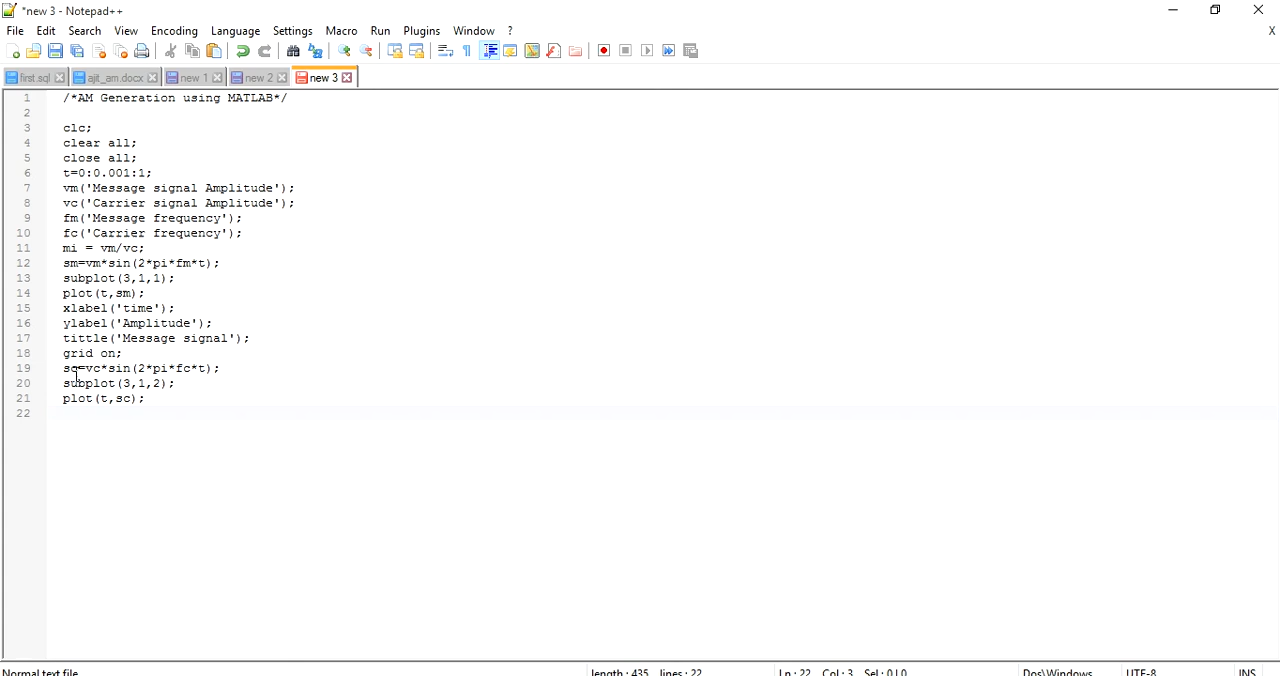 *new 3 - Notepad++
File Edit Search View Encoding Language Settings Macro Run Plugins Window ? X
first.sql ajit_am.docx new 1 new 2 new 3
1 /*AM Generation using MATLAB*/
2
3 clc;
4 clear all;
5 close all;
6 t=0:0.001:1;
7 vm('Message signal Amplitude');
8 vc('Carrier signal Amplitude');
9 fm('Message frequency');
10 fc('Carrier frequency');
11 mi = vm/vc;
12 sm=vm*sin(2*pi*fm*t);
13 subplot(3,1,1);
14 plot(t,sm);
15 xlabel('time');
16 ylabel('Amplitude');
17 tittle('Message signal');
18 grid on;
19 sc=vc*sin(2*pi*fc*t);
20 subplot(3,1,2);
21 plot(t,sc);
22
Normal text file length : 435 lines : 22 Ln : 22 Col : 3 Sel : 0 | 0 Dos\Windows UTF-8 INS